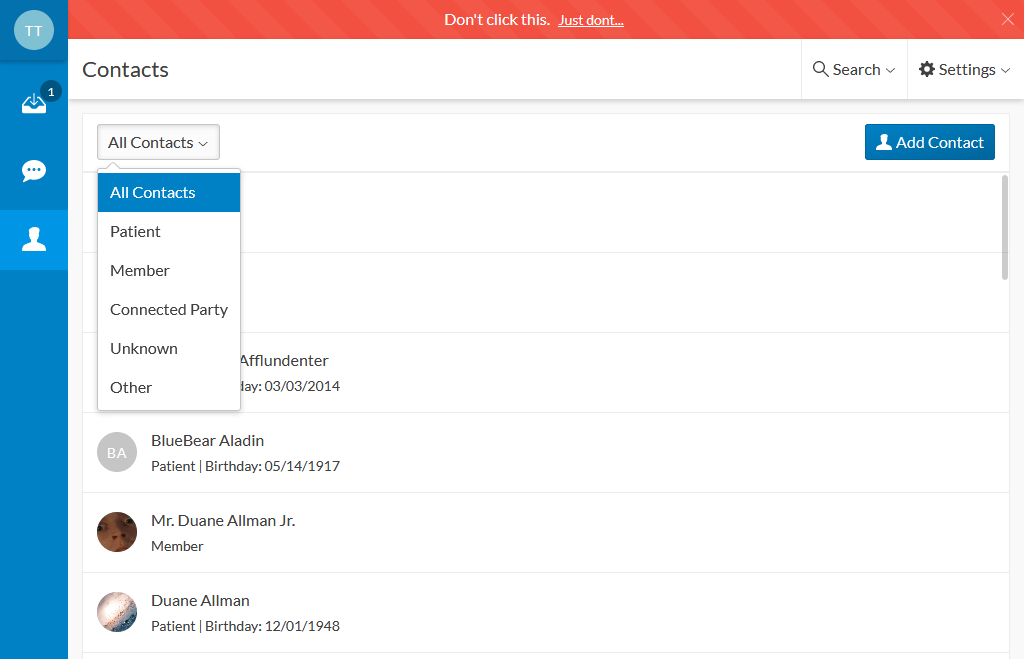 TT
Don't click this. Just dont...
1
Contacts
Search
Settings
All Contacts
Add Contact
All Contacts
Patient
Member
Connected Party
Unknown
Other
Afflundenter
day: 03/03/2014
BA
BlueBear Aladin
Patient | Birthday: 05/14/1917
Mr. Duane Allman Jr.
Member
Duane Allman
Patient | Birthday: 12/01/1948